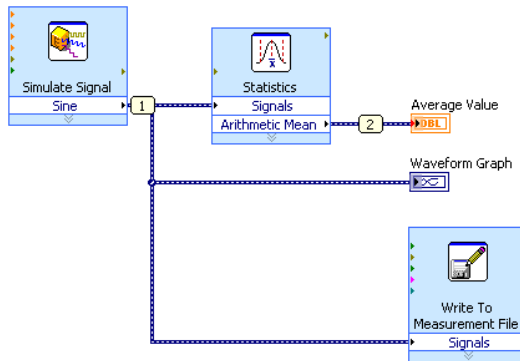 Simulate Signal
Sine
1
Statistics
Signals
Arithmetic Mean
2
Average Value
DBL
Waveform Graph
Write To
Measurement File
Signals